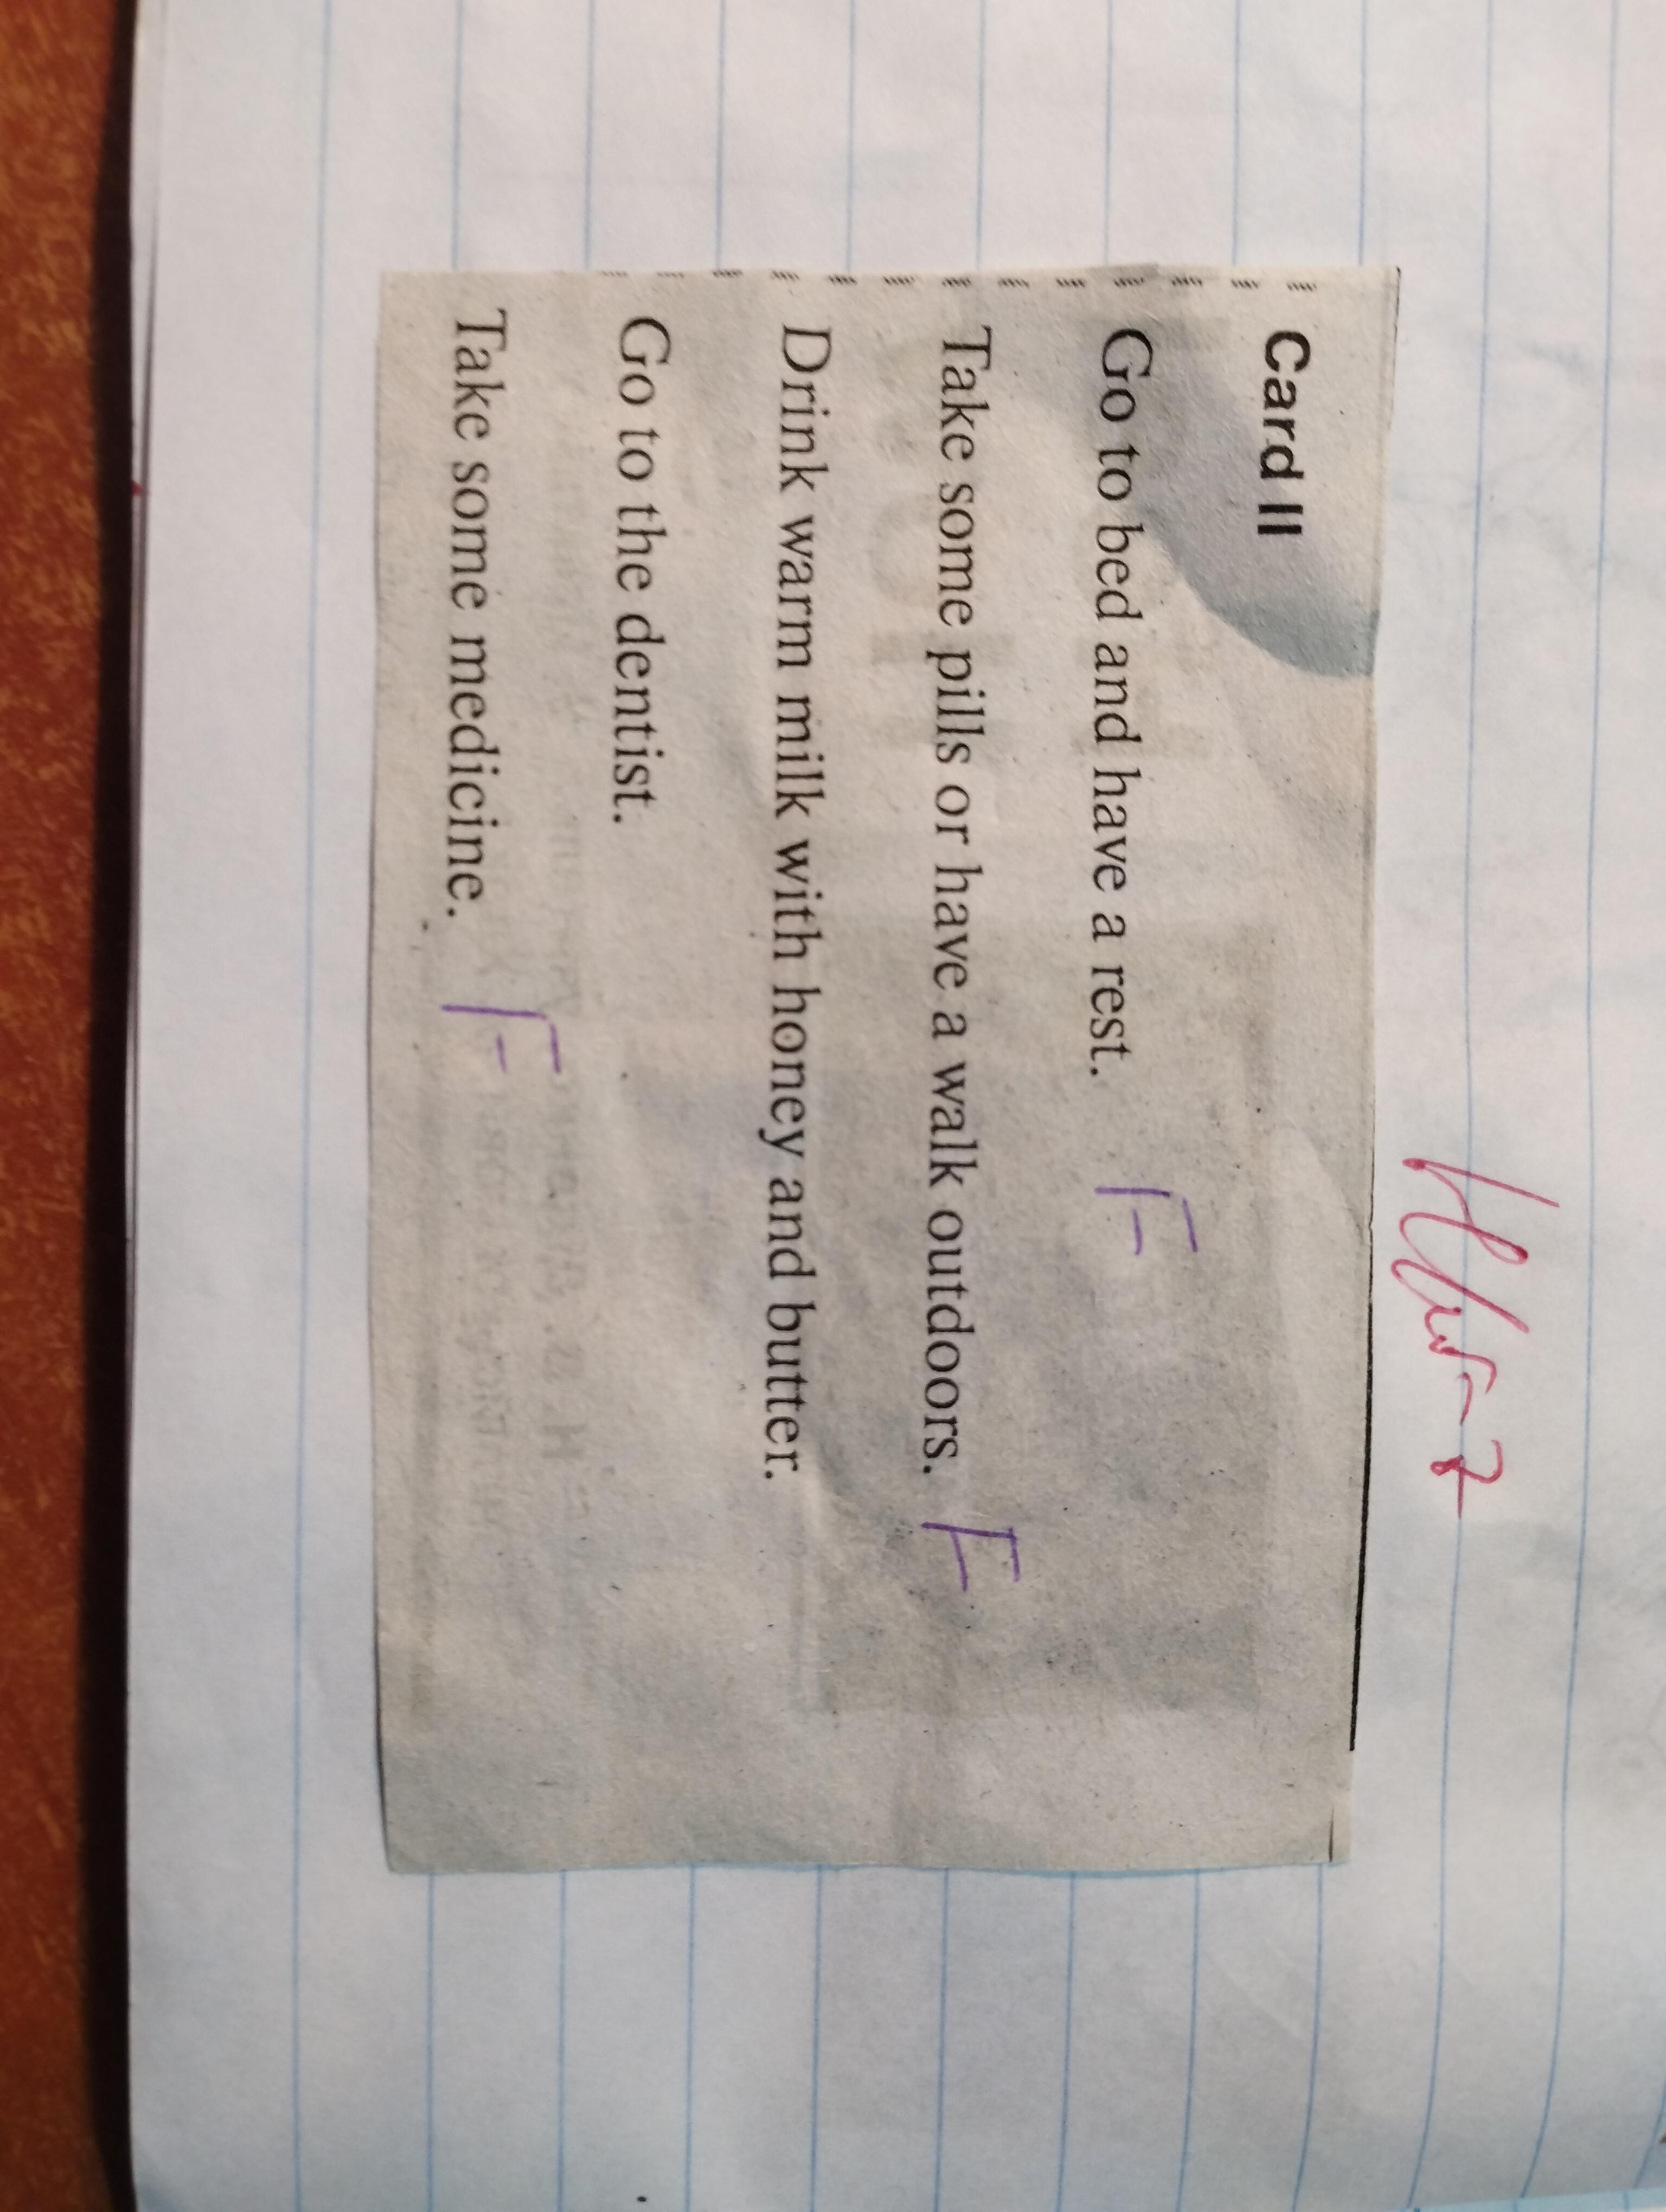 Card II
Go to bed and have a rest. F
Take some pills or have a walk outdoors. F
Drink warm milk with honey and butter.
Go to the dentist.
Take some medicine. F